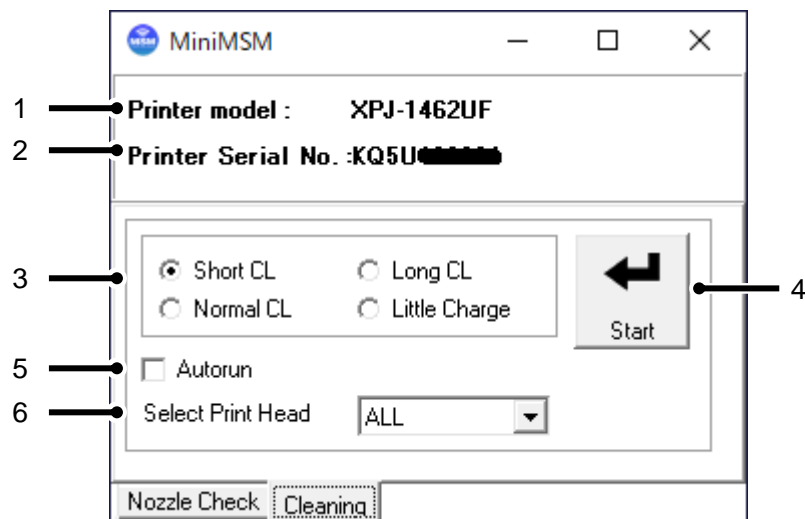 MSM MiniMSM
1 Printer model : XPJ-1462UF
2 Printer Serial No. :KQ5U
3 Short CL Long CL
Normal CL Little Charge
Start
4
5 Autorun
6 Select Print Head ALL
Nozzle Check Cleaning